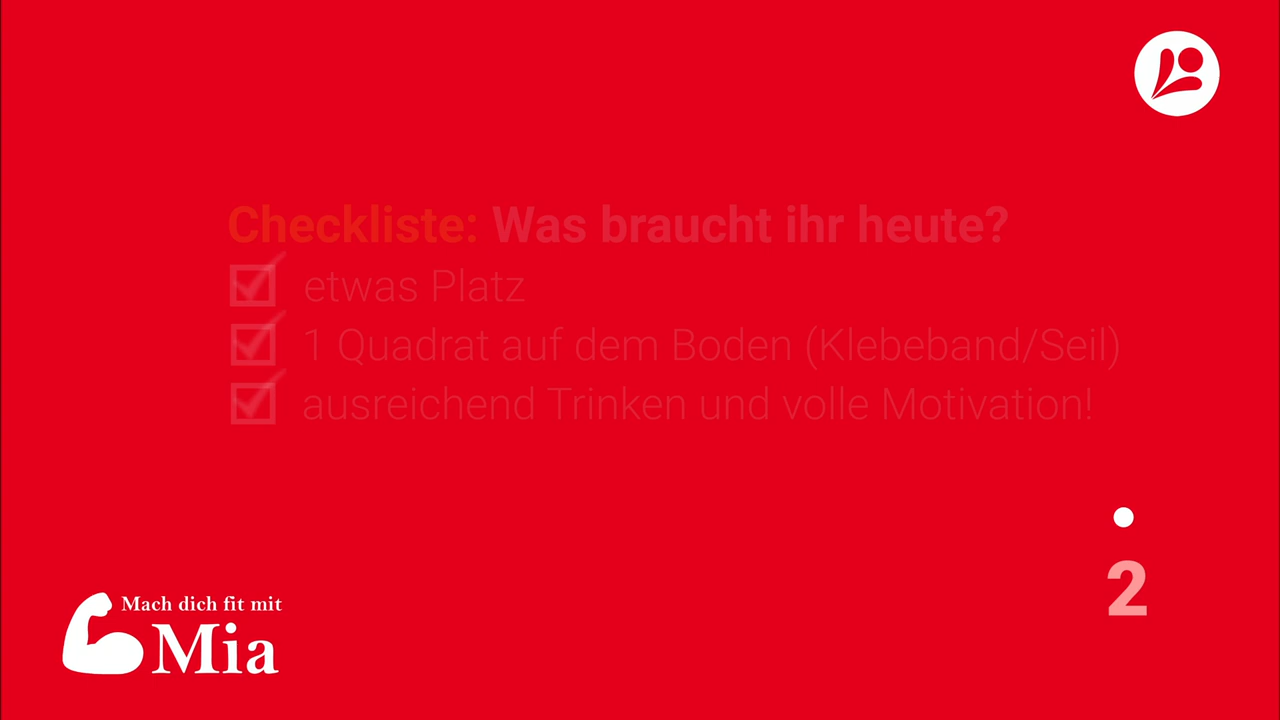 Checkliste: Was braucht ihr heute?
etwas Platz
1 Quadrat auf dem Boden (Klebeband/Seil)
ausreichend Trinken und volle Motivation!
2
Mach dich fit mit
Mia